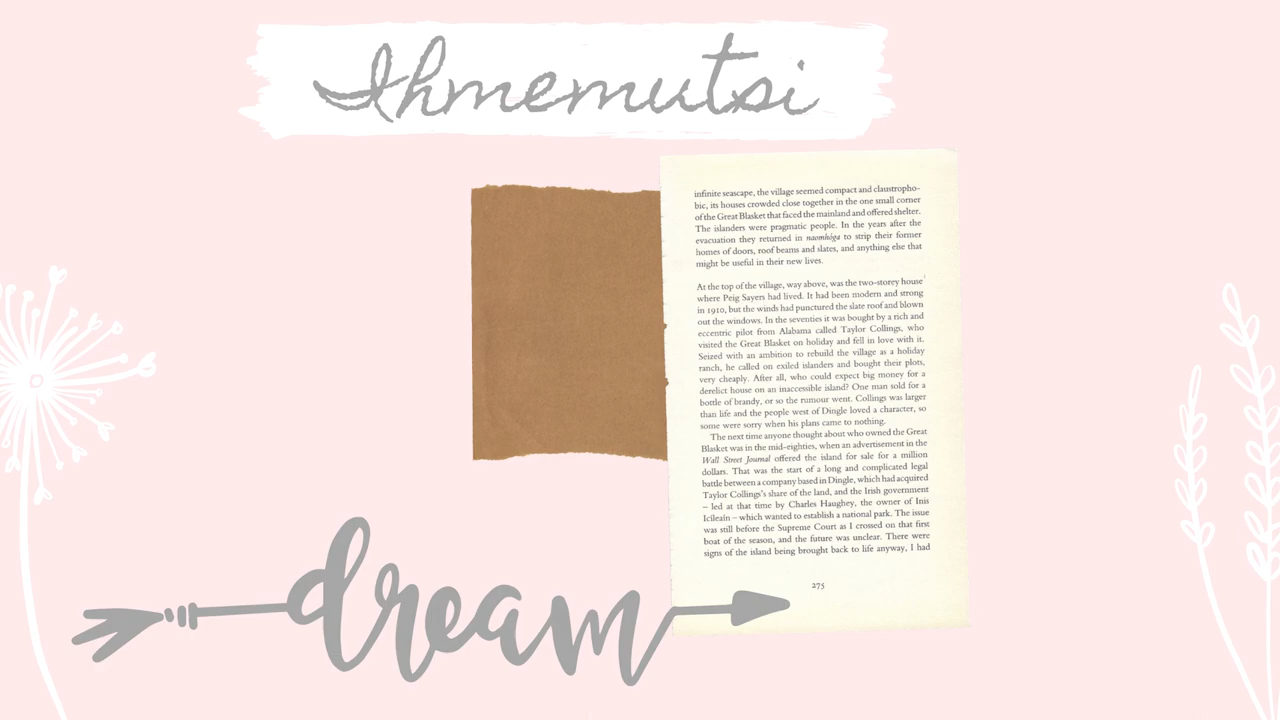 Ihmemutsi
infinite seascape, the village seemed compact and claustropho-
bic, its houses crowded close together in the one small corner
of the Great Blasket that faced the mainland and offered shelter.
The islanders were pragmatic people. In the years after the
evacuation they returned in naomhóga to strip their former
homes of doors, roof beams and slates, and anything else that
might be useful in their new lives.
At the top of the village, way above, was the two-storey house
where Peig Sayers had lived. It had been modern and strong
in 1910, but the winds had punctured the slate roof and blown
out the windows. In the seventies it was bought by a rich and
eccentric pilot from Alabama called Taylor Collings, who
visited the Great Blasket on holiday and fell in love with it.
Seized with an ambition to rebuild the village as a holiday
ranch, he called on exiled islanders and bought their plots,
very cheaply. After all, who could expect big money for a
derelict house on an inaccessible island? One man sold for a
bottle of brandy, or so the rumour went. Collings was larger
than life and the people west of Dingle loved a character, so
some were sorry when his plans came to nothing.
The next time anyone thought about who owned the Great
Blasket was in the mid-eighties, when an advertisement in the
Wall Street Journal offered the island for sale for a million
dollars. That was the start of a long and complicated legal
battle between a company based in Dingle, which had acquired
Taylor Collings's share of the land, and the Irish government
– led at that time by Charles Haughey, the owner of Inis
Icileain – which wanted to establish a national park. The issue
was still before the Supreme Court as I crossed on that first
boat of the season, and the future was unclear. There were
signs of the island being brought back to life anyway, I had
275
dream